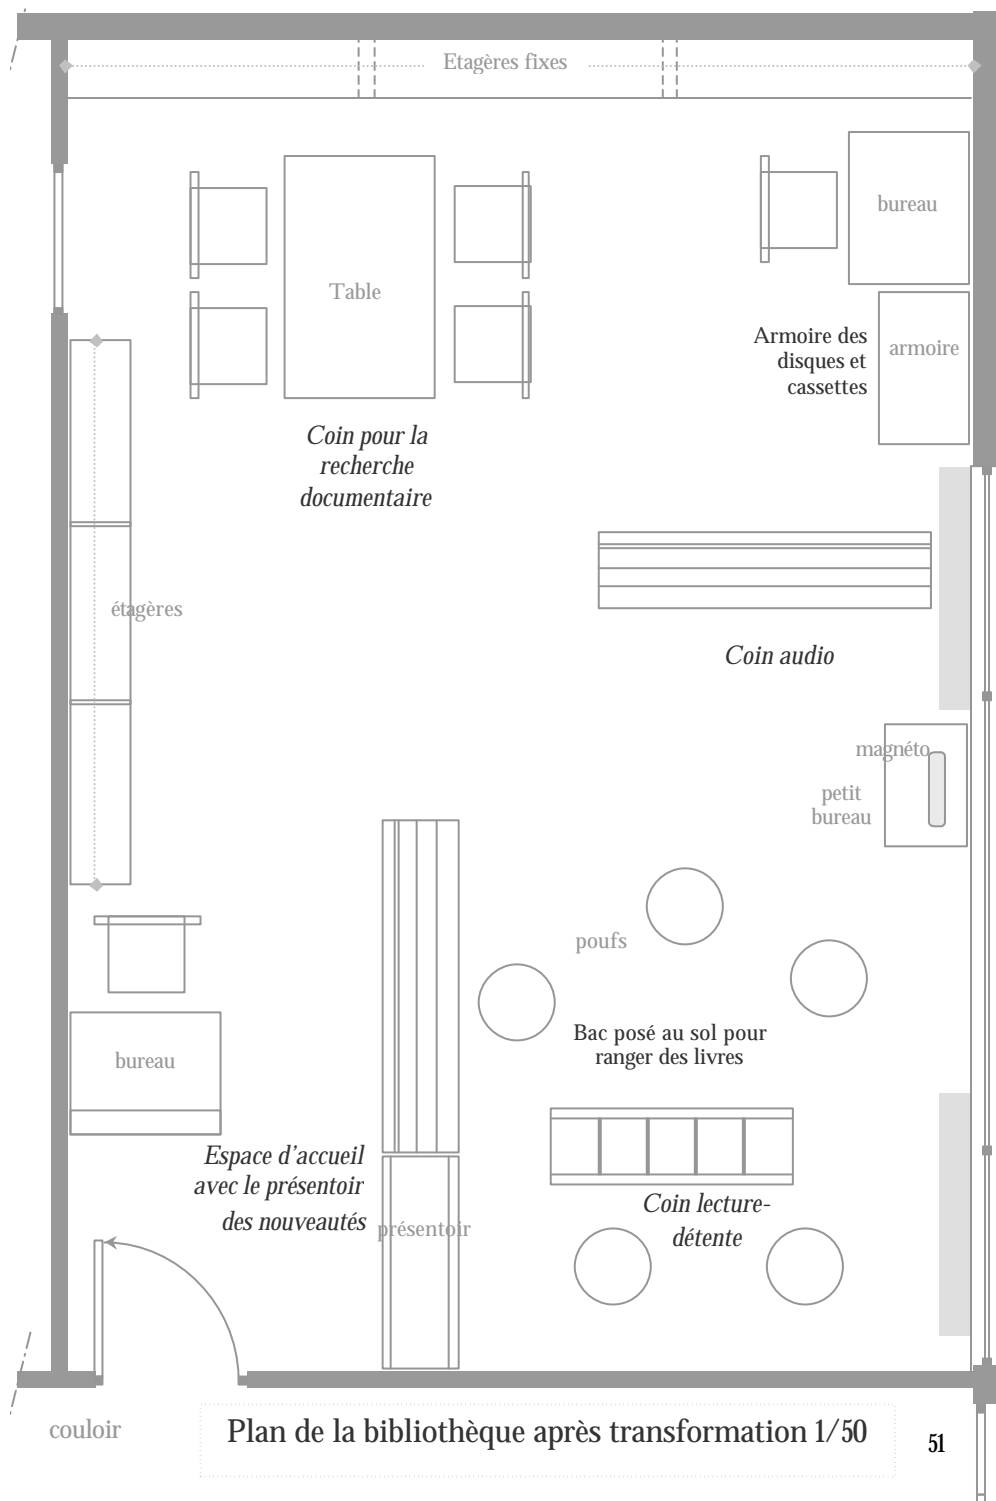 Etagères fixes
bureau
Table
Armoire des
disques et
cassettes
armoire
Coin pour la
recherche
documentaire
étagères
Coin audio
magnéto
petit
bureau
poufs
Bac posé au sol pour
ranger des livres
bureau
Espace d’accueil
avec le présentoir
des nouveautés
présentoir
Coin lecture-
détente
couloir
Plan de la bibliothèque après transformation 1/50
51